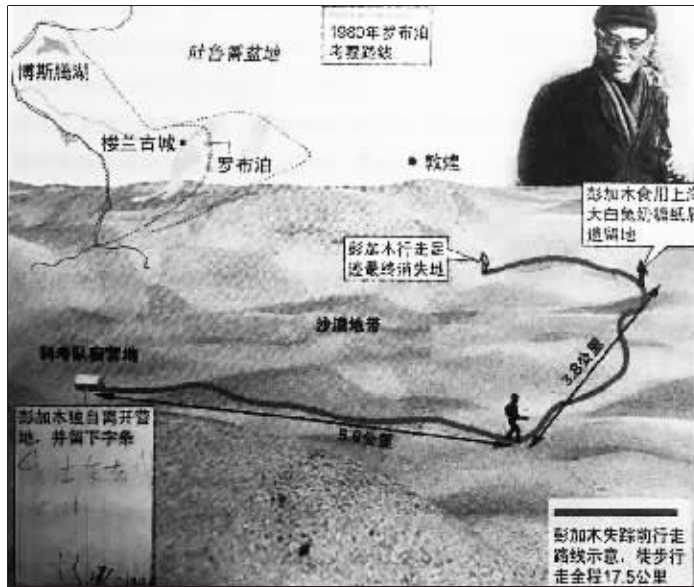 1980年罗布泊
考察路线
吐鲁番盆地
博斯腾湖
楼兰古城
罗布泊
敦煌
彭加木食用上海
大白兔奶糖纸屑
遗留地
彭加木行走足
迹最终消失地
沙漠地带
科考队宿营地
3.8公里
彭加木独自离开营
地，并留下字条
公里
彭加木失踪前行走
路线示意，徒步行
走全程17.5公里